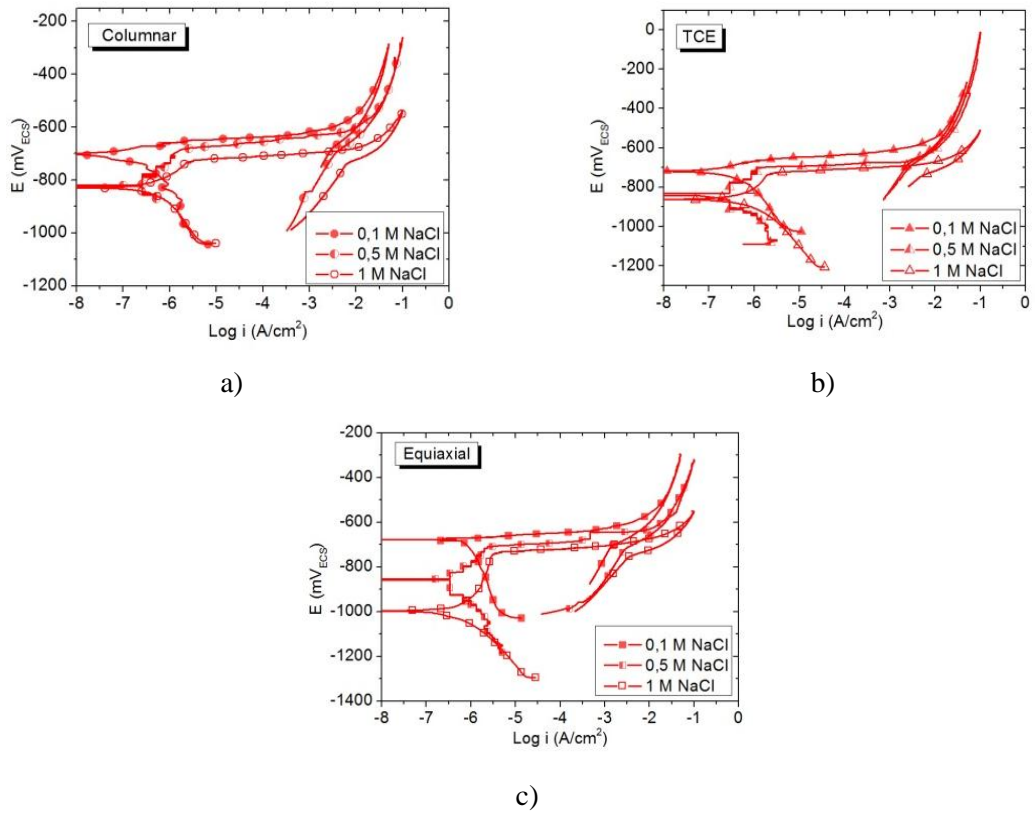 Columnar
-200
-400
-600
-800
-1000
-1200
E (mV_ECS)
-8 -7 -6 -5 -4 -3 -2 -1 0
Log i (A/cm²)
0,1 M NaCl
0,5 M NaCl
1 M NaCl
a)
TCE
0
-200
-400
-600
-800
-1000
-1200
E (mV_ECS)
-8 -7 -6 -5 -4 -3 -2 -1 0
Log i (A/cm²)
0,1 M NaCl
0,5 M NaCl
1 M NaCl
b)
Equiaxial
-200
-400
-600
-800
-1000
-1200
-1400
E (mV_ECS)
-8 -7 -6 -5 -4 -3 -2 -1 0
Log i (A/cm²)
0,1 M NaCl
0,5 M NaCl
1 M NaCl
c)